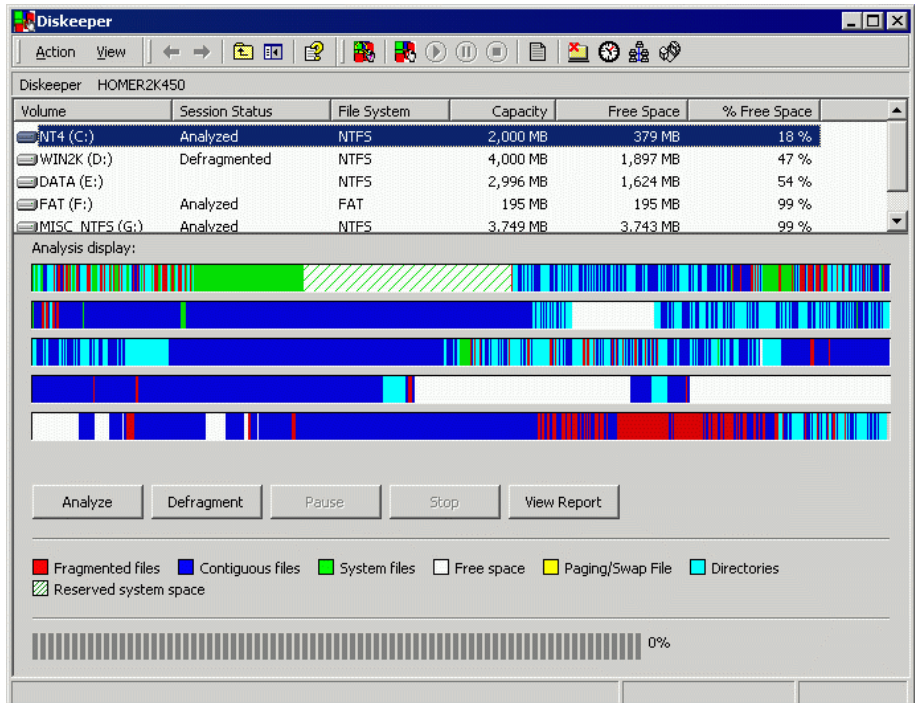 Diskeeper
Action View
Diskeeper HOMER2K450
Volume Session Status File System Capacity Free Space % Free Space
NT4 (C:) Analyzed NTFS 2,000 MB 379 MB 18 %
WIN2K (D:) Defragmented NTFS 4,000 MB 1,897 MB 47 %
DATA (E:) NTFS 2,996 MB 1,624 MB 54 %
FAT (F:) Analyzed FAT 195 MB 195 MB 99 %
MISC NTFS (G:) Analyzed NTFS 3,749 MB 3,743 MB 99 %
Analysis display:
Analyze Defragment Pause Stop View Report
Fragmented files Contiguous files System files Free space Paging/Swap File Directories
Reserved system space
0%